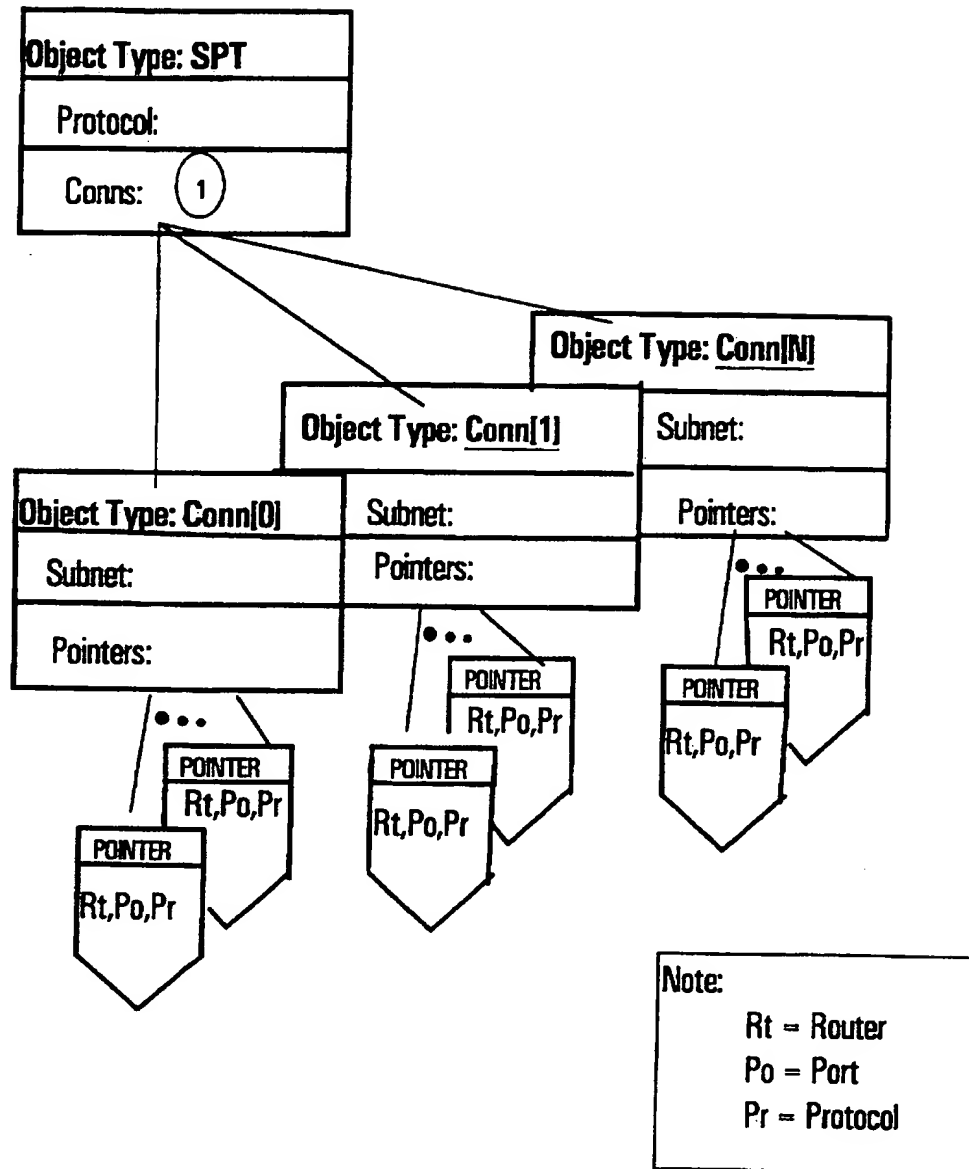 Object Type: SPT
Protocol:
Conns: 1
Object Type: Conn[N]
Subnet:
Pointers:
Object Type: Conn[1]
Subnet:
Pointers:
Object Type: Conn[0]
Subnet:
Pointers:
POINTER
Rt,Po,Pr
POINTER
Rt,Po,Pr
POINTER
Rt,Po,Pr
POINTER
Rt,Po,Pr
POINTER
Rt,Po,Pr
POINTER
Rt,Po,Pr
Note:
Rt = Router
Po = Port
Pr = Protocol